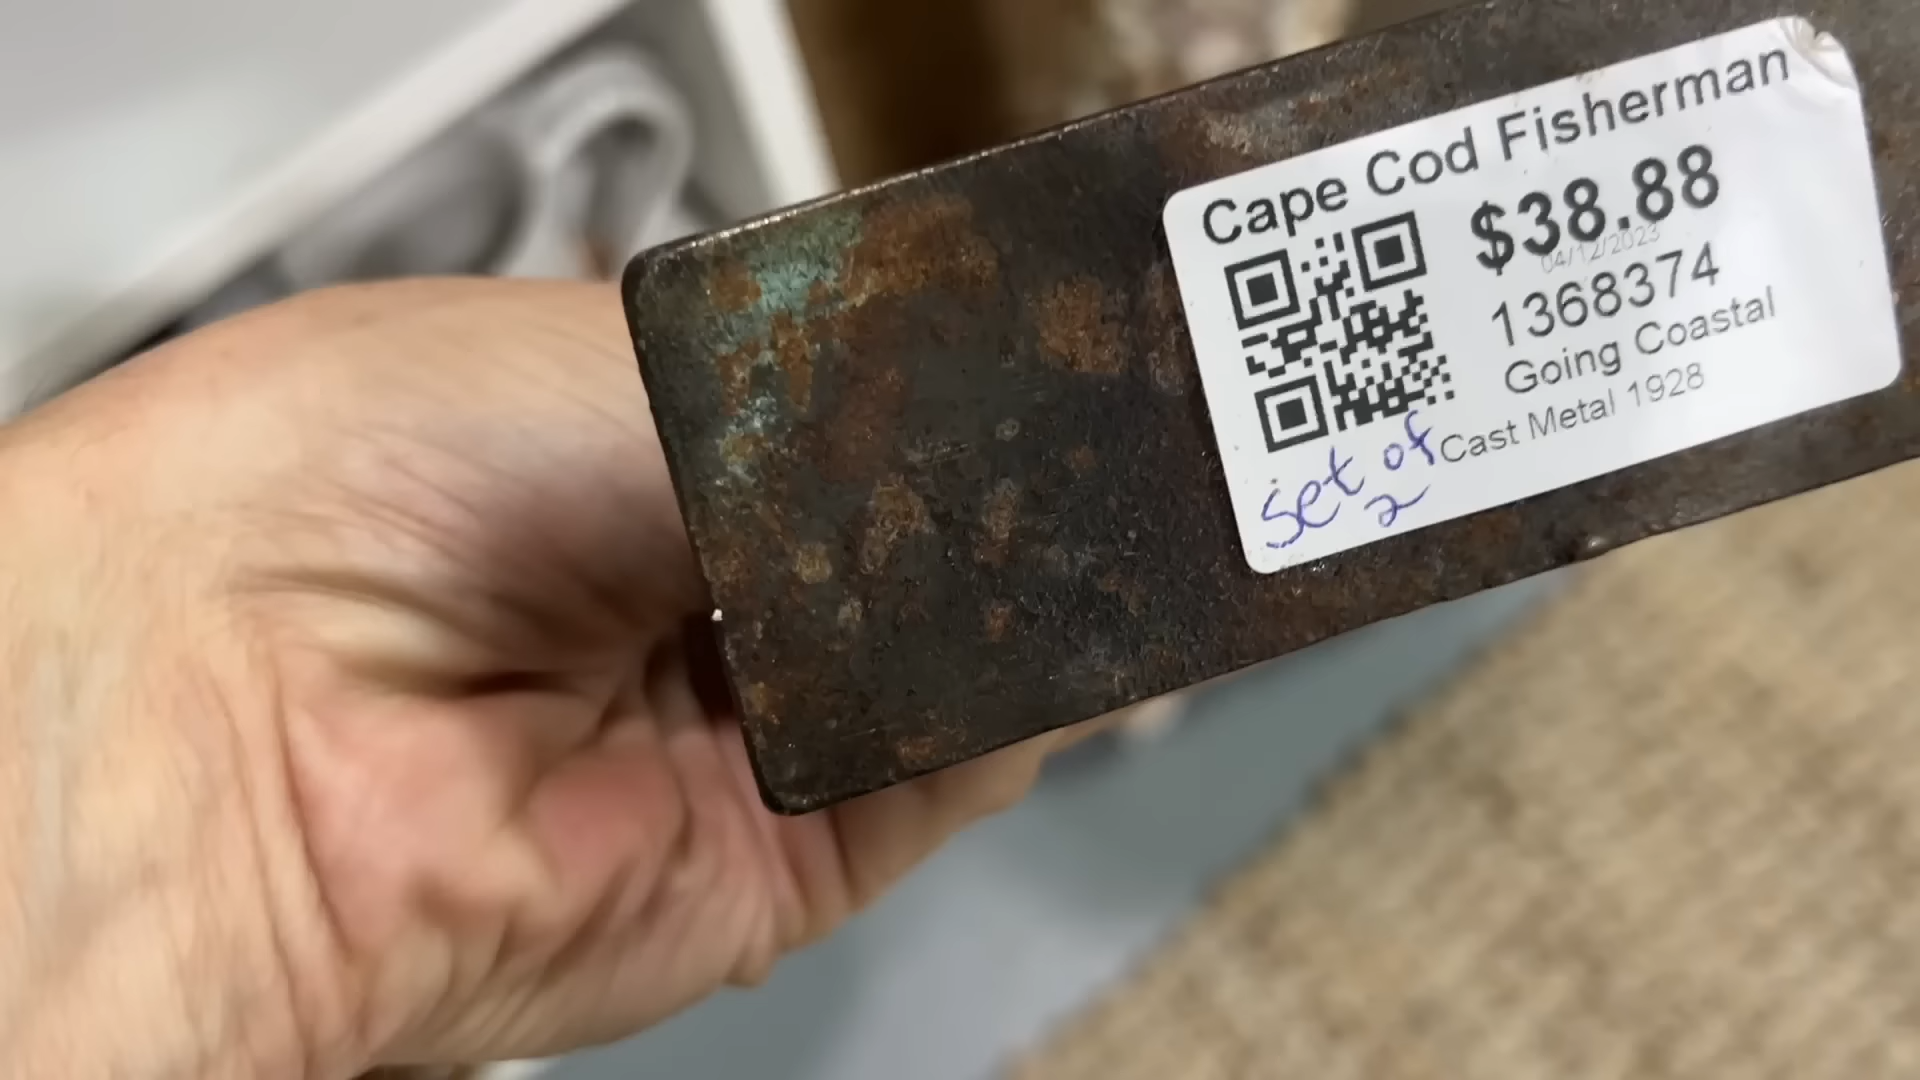 Cape Cod Fisherman
$38.88
04/12/2023
1368374
Going Coastal
Cast Metal 1928
Set of
2